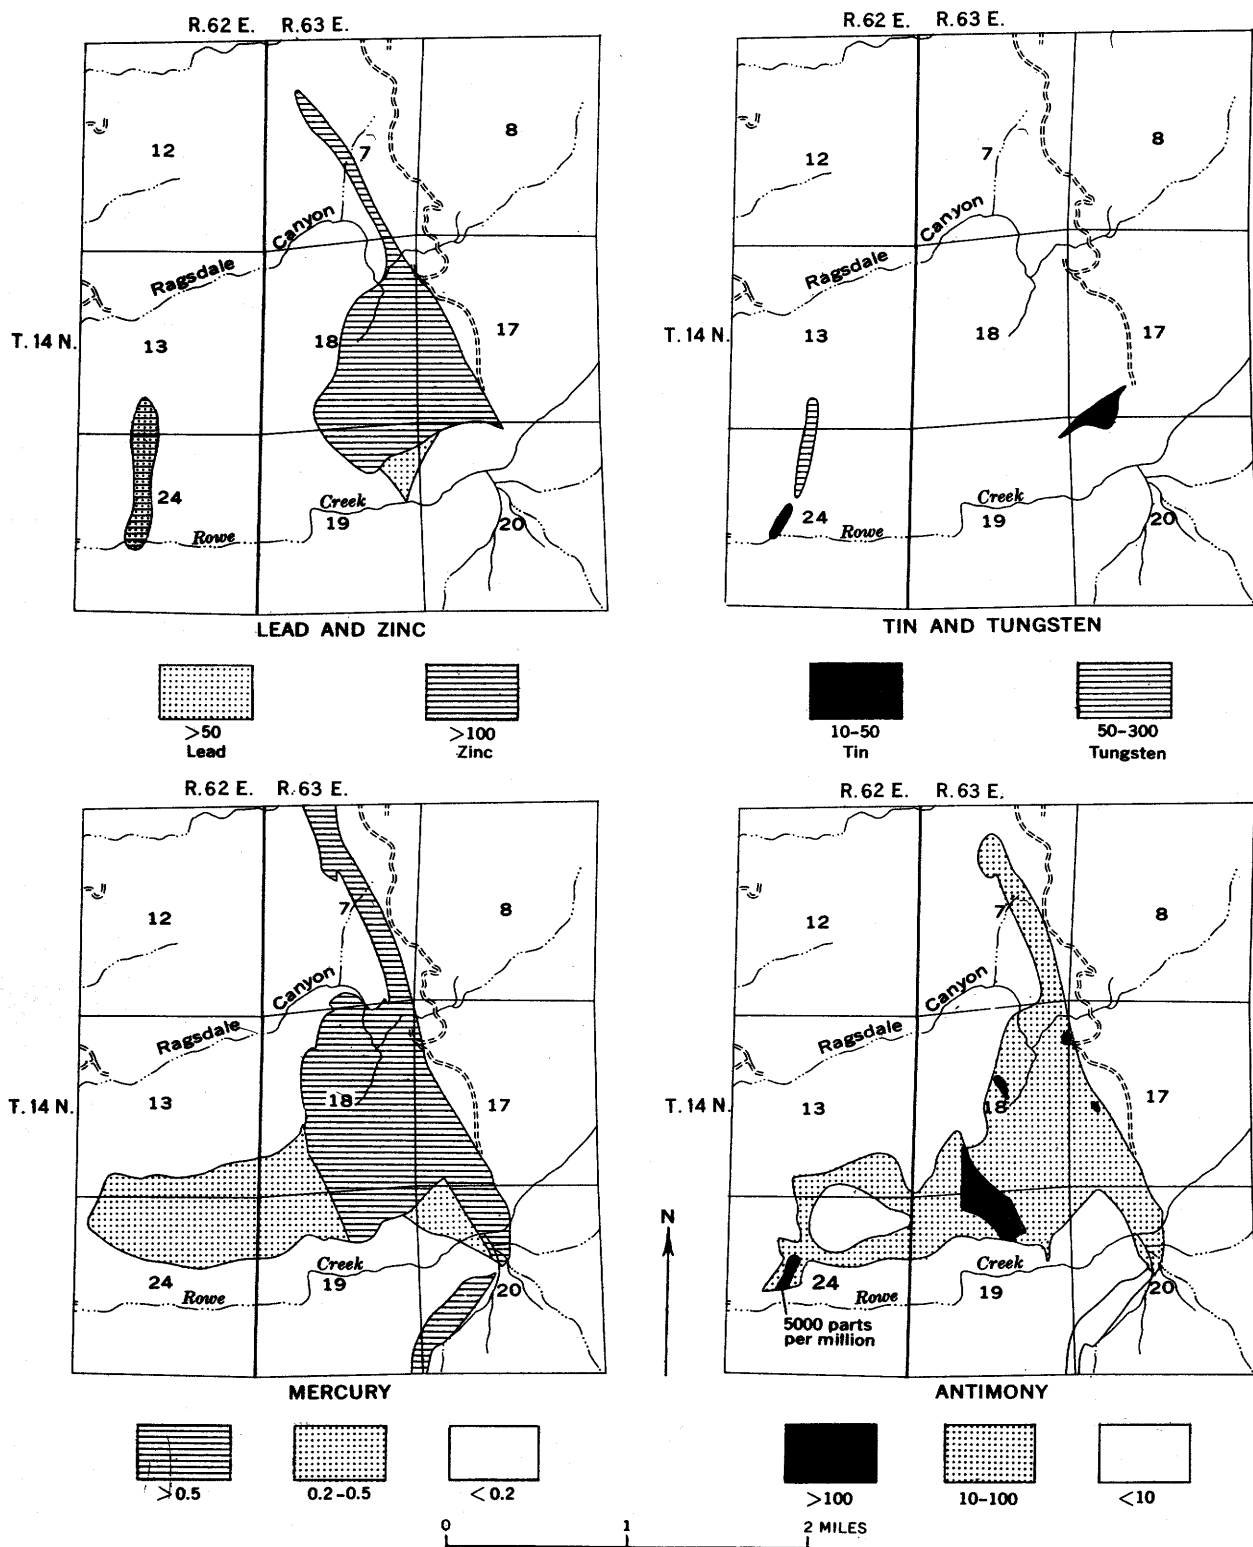 R.62 E. R.63 E.
12
7
8
Canyon
Ragsdale
T. 14 N.
13
18
17
24
Creek
19
Rowe
20
LEAD AND ZINC
>50
Lead
>100
Zinc
R.62 E. R.63 E.
12
7
8
Canyon
Ragsdale
T. 14 N.
13
18
17
24
Creek
19
Rowe
20
TIN AND TUNGSTEN
10-50
Tin
50-300
Tungsten
R.62 E. R.63 E.
12
7
8
Canyon
Ragsdale
T. 14 N.
13
18
17
24
Creek
19
Rowe
20
MERCURY
>0.5
0.2-0.5
<0.2
N
R.62 E. R.63 E.
12
7
8
Canyon
Ragsdale
T. 14 N.
13
18
17
24
Creek
19
Rowe
20
5000 parts
per million
ANTIMONY
>100
10-100
<10
0 1 2 MILES